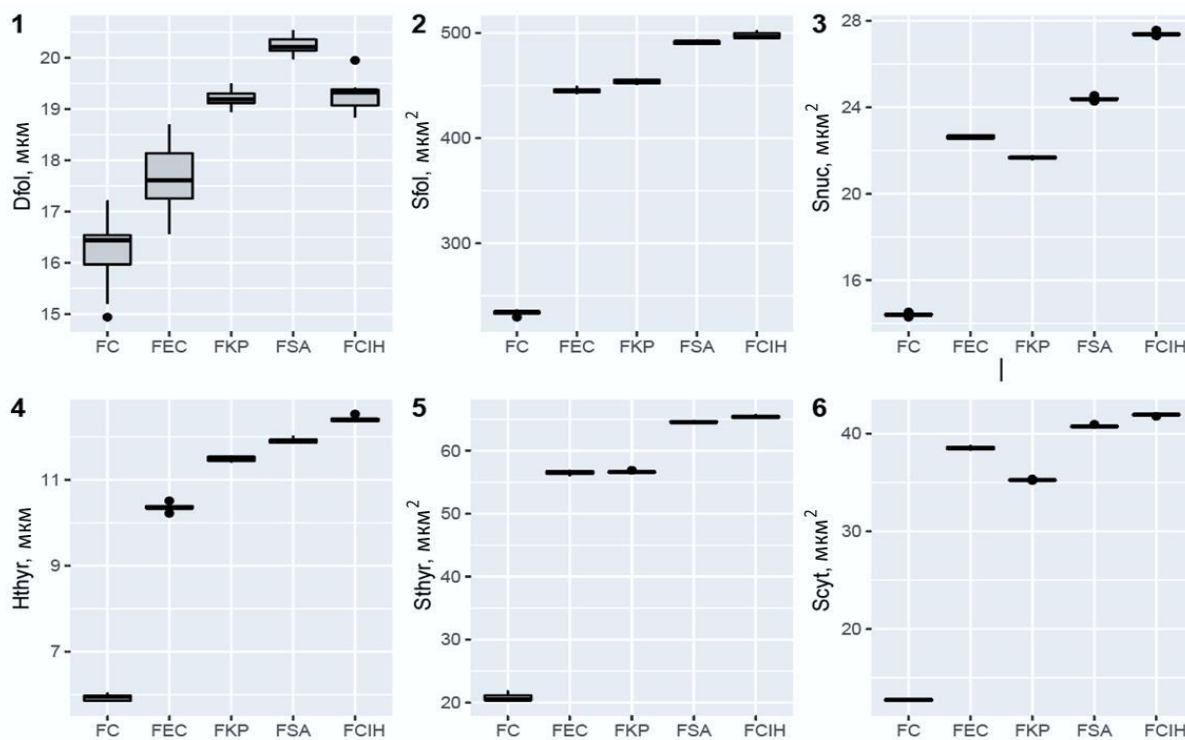 1
Dfol, мкм
20
19
18
17
16
15
FC FEC FKP FSA FCIH
2
Sfol, мкм²
500
400
300
FC FEC FKP FSA FCIH
3
Snuc, мкм²
28
24
20
16
FC FEC FKP FSA FCIH
4
Hthyr, мкм
11
9
7
FC FEC FKP FSA FCIH
5
Sthyr, мкм²
60
50
40
30
20
FC FEC FKP FSA FCIH
6
Scyt, мкм²
40
30
20
FC FEC FKP FSA FCIH